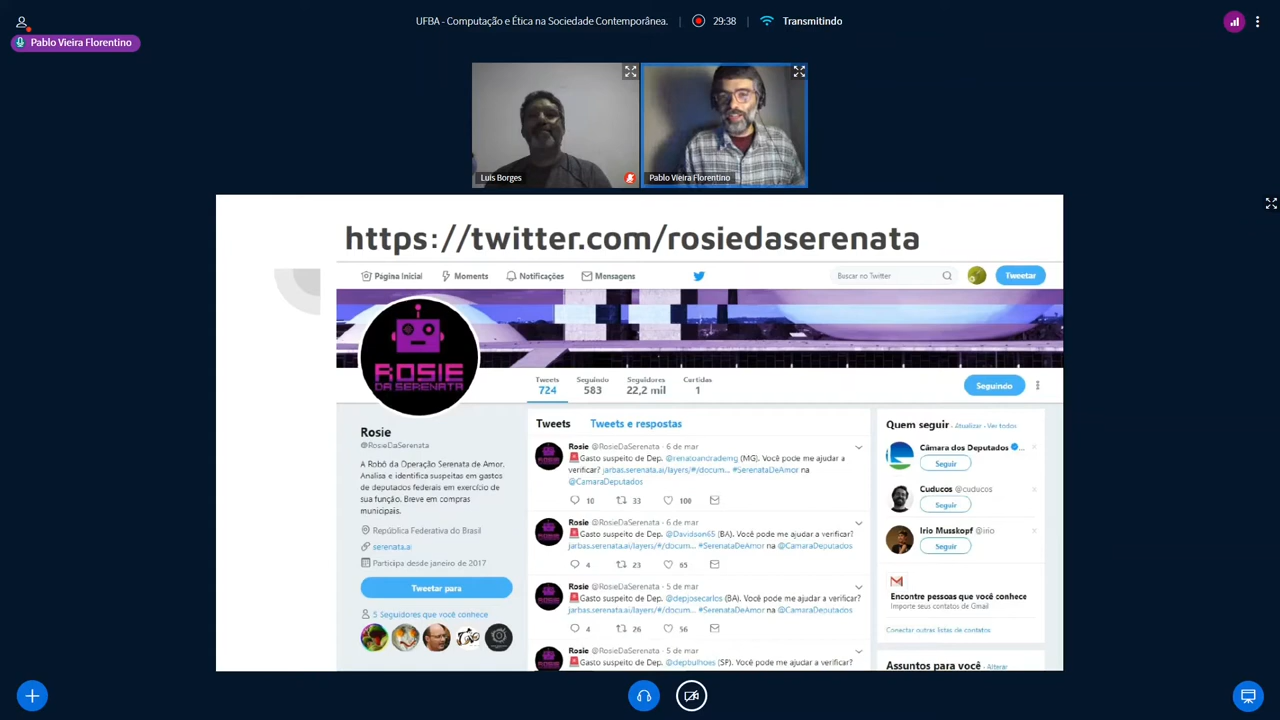 UFBA - Computação e Ética na Sociedade Contemporânea.
29:38
Transmitindo
Pablo Vieira Florentino
Luis Borges
Pablo Vieira Florentino
https://twitter.com/rosiedaserenata
Página Inicial
Moments
Notificações
Mensagens
Buscar no Twitter
Tweetar
ROSIE
DA SERENATA
Tweets
724
Seguindo
583
Seguidores
22,2 mil
Curtidas
1
Seguindo
Rosie
@RosieDaSerenata
A Robô da Operação Serenata de Amor.
Analisa e identifica suspeitas em gastos
de deputados federais em exercício de
sua função. Breve em compras
municipais.
República Federativa do Brasil
serenata.ai
Participa desde janeiro de 2017
Tweetar para
5 Seguidores que você conhece
Tweets
Tweets e respostas
Rosie @RosieDaSerenata · 6 de mar
Gasto suspeito de Dep. @renatoandrademg (MG). Você pode me ajudar a
verificar? jarbas.serenata.ai/layers/#/docum... #SerenataDeAmor na
@CamaraDeputados
10
33
100
Rosie @RosieDaSerenata · 6 de mar
Gasto suspeito de Dep. @Davidson65 (BA). Você pode me ajudar a verificar?
jarbas.serenata.ai/layers/#/docum... #SerenataDeAmor na @CamaraDeputados
4
23
65
Rosie @RosieDaSerenata · 5 de mar
Gasto suspeito de Dep. @depjosecarlos (BA). Você pode me ajudar a verificar?
jarbas.serenata.ai/layers/#/docum... #SerenataDeAmor na @CamaraDeputados
4
26
56
Rosie @RosieDaSerenata · 5 de mar
Gasto suspeito de Dep. @depbulhoes (SP). Você pode me ajudar a verificar?
Quem seguir · Atualizar · Ver todos
Câmara dos Deputados
Seguir
Cuducos @cuducos
Seguir
Irio Musskopf @irio
Seguir
Encontre pessoas que você conhece
Importe seus contatos de Gmail
Conectar outras listas de contatos
Assuntos para você · Alterar